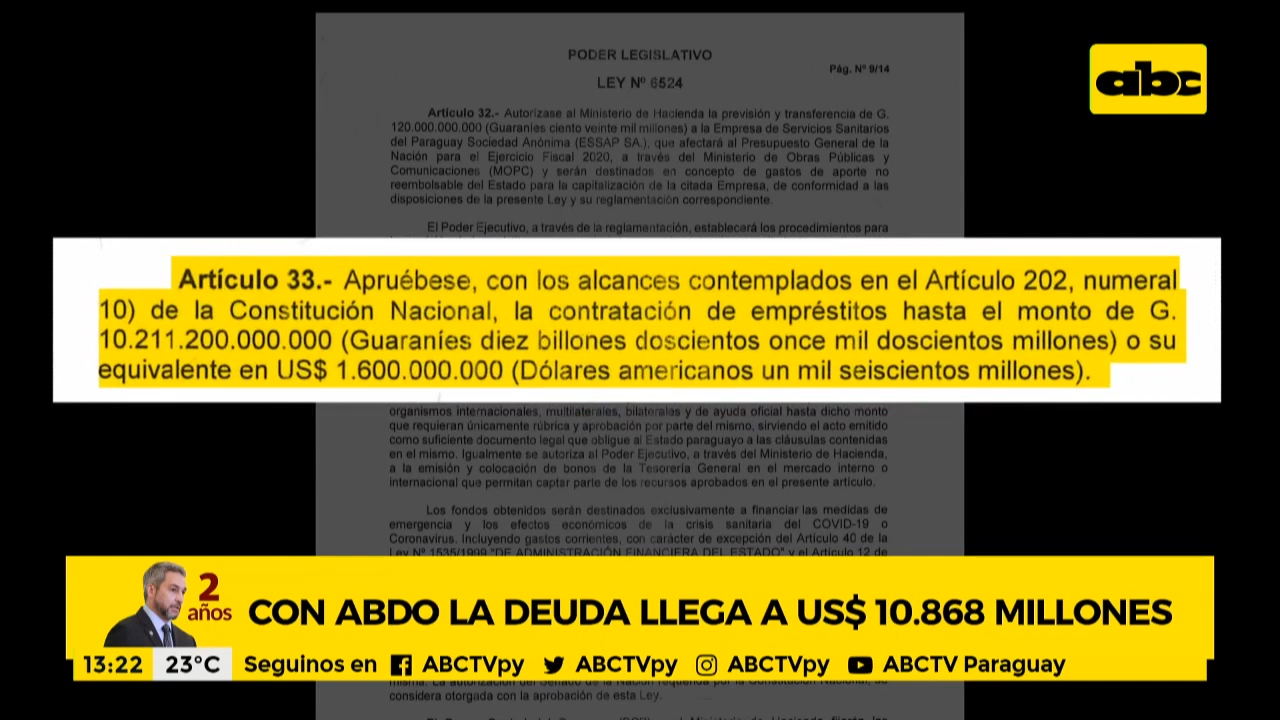 PODER LEGISLATIVO
Pág. Nº 9/14
LEY Nº 6524
abc
Artículo 32.- Autorízase al Ministerio de Hacienda la previsión y transferencia de G.
120.000.000.000 (Guaraníes ciento veinte mil millones) a la Empresa de Servicios Sanitarios
del Paraguay Sociedad Anónima (ESSAP SA.), que afectará al Presupuesto General de la
Nación para el Ejercicio Fiscal 2020, a través del Ministerio de Obras Públicas y
Comunicaciones (MOPC) y serán destinados en concepto de gastos de aporte no
reembolsable del Estado para la capitalización de la citada Empresa, de conformidad a las
disposiciones de la presente Ley y su reglamentación correspondiente.
El Poder Ejecutivo, a través de la reglamentación, establecerá los procedimientos para
Artículo 33.- Apruébese, con los alcances contemplados en el Artículo 202, numeral
10) de la Constitución Nacional, la contratación de empréstitos hasta el monto de G.
10.211.200.000.000 (Guaraníes diez billones doscientos once mil doscientos millones) o su
equivalente en US$ 1.600.000.000 (Dólares americanos un mil seiscientos millones).
organismos internacionales, multilaterales, bilaterales y de ayuda oficial hasta dicho monto
que requieran únicamente rúbrica y aprobación por parte del mismo, sirviendo el acto emitido
como suficiente documento legal que obligue al Estado paraguayo a las cláusulas contenidas
en el mismo. Igualmente se autoriza al Poder Ejecutivo, a través del Ministerio de Hacienda,
a la emisión y colocación de bonos de la Tesorería General en el mercado interno o
internacional que permitan captar parte de los recursos aprobados en el presente artículo.
Los fondos obtenidos serán destinados exclusivamente a financiar las medidas de
emergencia y los efectos económicos de la crisis sanitaria del COVID-19 o
Coronavirus. Incluyendo gastos corrientes, con carácter de excepción del Artículo 40 de la
Ley Nº 1535/1999 "DE ADMINISTRACIÓN FINANCIERA DEL ESTADO" y el Artículo 12 de
2 años
CON ABDO LA DEUDA LLEGA A US$ 10.868 MILLONES
13:22 23°C Seguinos en ABCTVpy ABCTVpy ABCTVpy ABCTV Paraguay
considera otorgada con la aprobación de esta Ley.